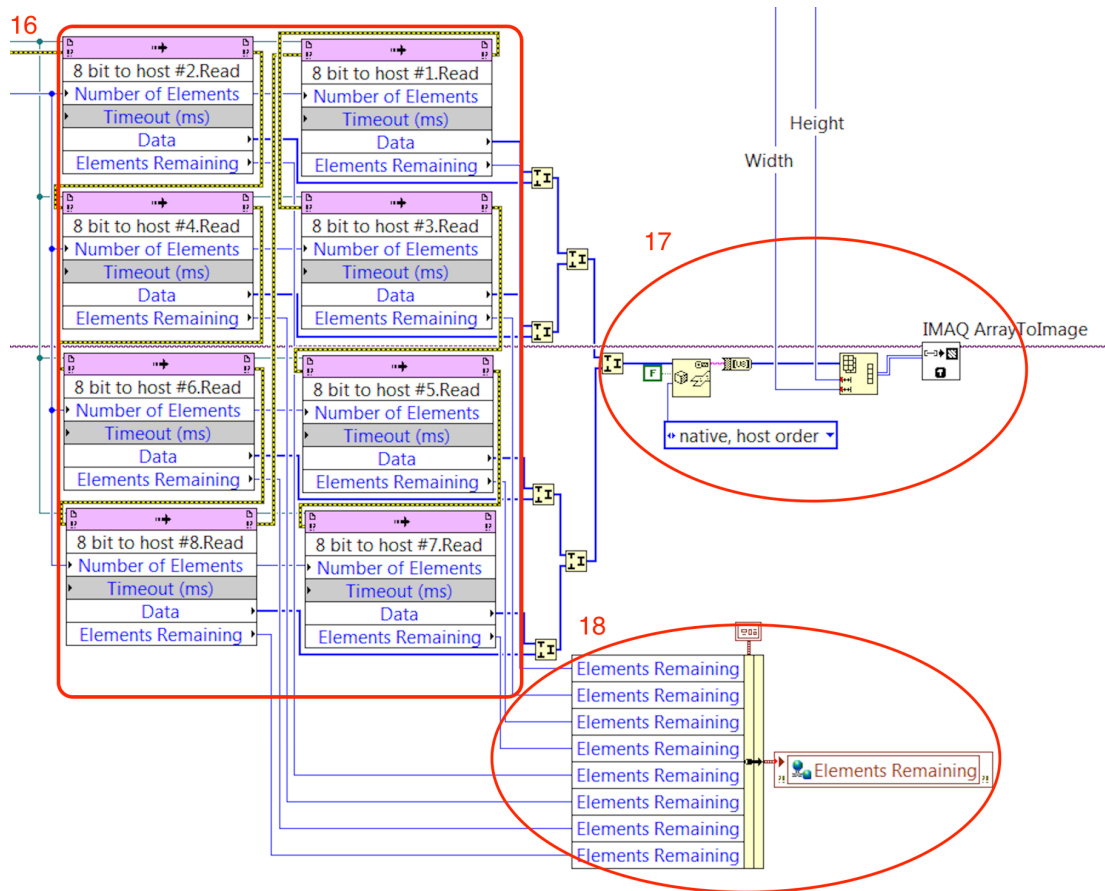 16
8 bit to host #2.Read
Number of Elements
Timeout (ms)
Data
Elements Remaining
8 bit to host #1.Read
Number of Elements
Timeout (ms)
Data
Elements Remaining
8 bit to host #4.Read
Number of Elements
Timeout (ms)
Data
Elements Remaining
8 bit to host #3.Read
Number of Elements
Timeout (ms)
Data
Elements Remaining
8 bit to host #6.Read
Number of Elements
Timeout (ms)
Data
Elements Remaining
8 bit to host #5.Read
Number of Elements
Timeout (ms)
Data
Elements Remaining
8 bit to host #8.Read
Number of Elements
Timeout (ms)
Data
Elements Remaining
8 bit to host #7.Read
Number of Elements
Timeout (ms)
Data
Elements Remaining
Height
Width
17
IMAQ ArrayToImage
F
U8
native, host order
18
Elements Remaining
Elements Remaining
Elements Remaining
Elements Remaining
Elements Remaining
Elements Remaining
Elements Remaining
Elements Remaining
Elements Remaining